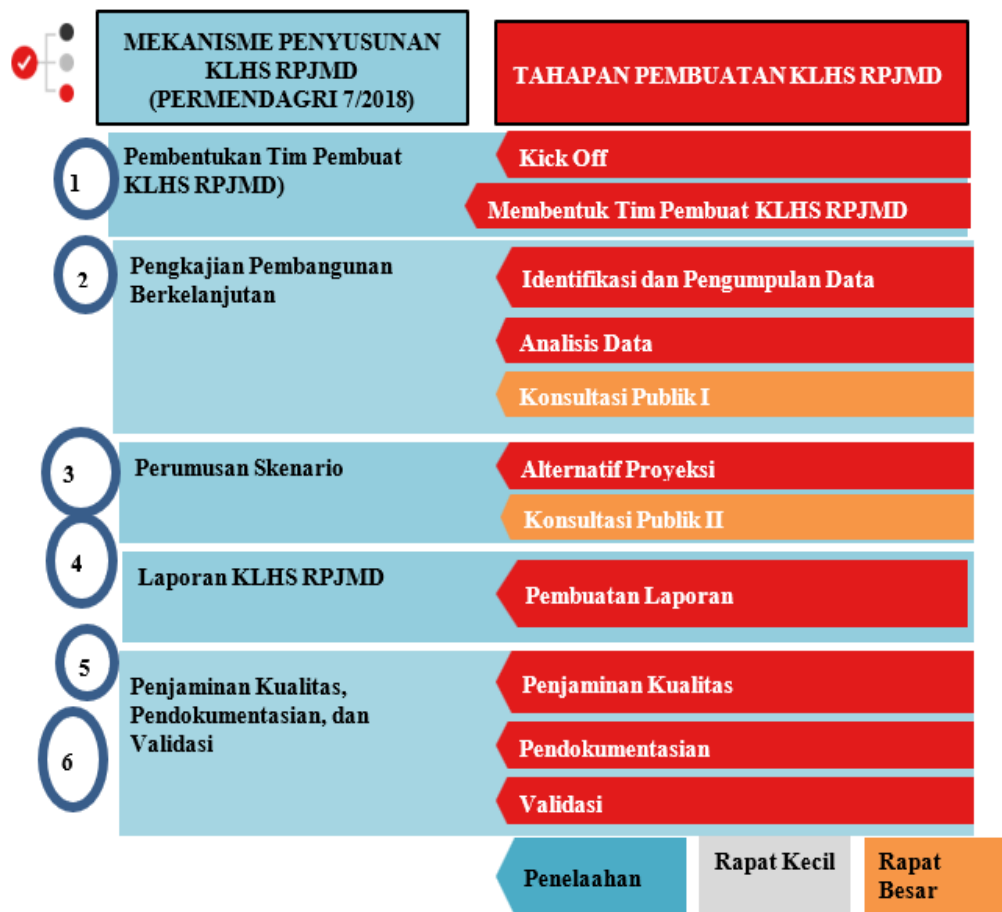 MEKANISME PENYUSUNAN
KLHS RPJMD
(PERMENDAGRI 7/2018)
TAHAPAN PEMBUATAN KLHS RPJMD
1
Pembentukan Tim Pembuat
KLHS RPJMD)
Kick Off
Membentuk Tim Pembuat KLHS RPJMD
2
Pengkajian Pembangunan
Berkelanjutan
Identifikasi dan Pengumpulan Data
Analisis Data
Konsultasi Publik I
3
Perumusan Skenario
Alternatif Proyeksi
Konsultasi Publik II
4
Laporan KLHS RPJMD
Pembuatan Laporan
5
Penjaminan Kualitas,
Pendokumentasian, dan
Validasi
6
Penjaminan Kualitas
Pendokumentasian
Validasi
Penelaahan
Rapat Kecil
Rapat
Besar